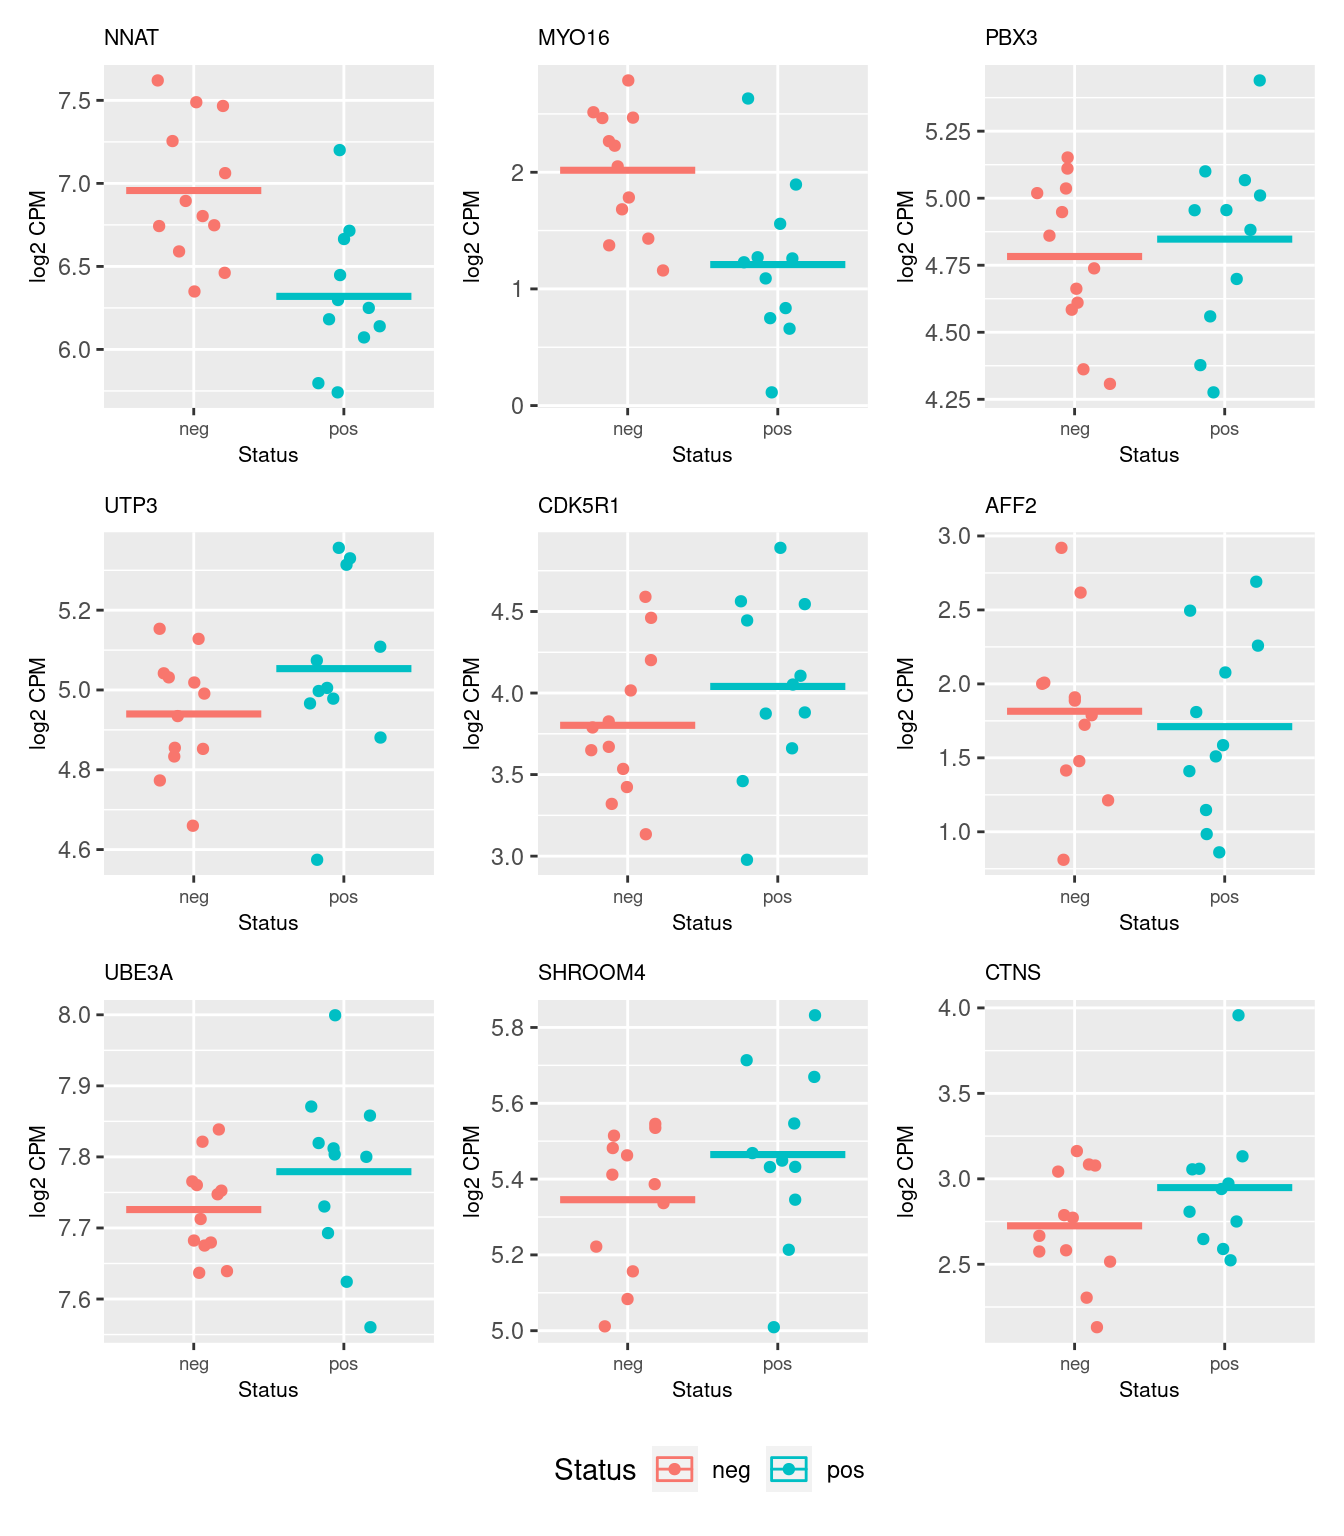 NNAT
7.5
7.0
6.5
6.0
log2 CPM
neg pos
Status
MYO16
2
1
0
log2 CPM
neg pos
Status
PBX3
5.25
5.00
4.75
4.50
4.25
log2 CPM
neg pos
Status
UTP3
5.2
5.0
4.8
4.6
log2 CPM
neg pos
Status
CDK5R1
4.5
4.0
3.5
3.0
log2 CPM
neg pos
Status
AFF2
3.0
2.5
2.0
1.5
1.0
log2 CPM
neg pos
Status
UBE3A
8.0
7.9
7.8
7.7
7.6
log2 CPM
neg pos
Status
SHROOM4
5.8
5.6
5.4
5.2
5.0
log2 CPM
neg pos
Status
CTNS
4.0
3.5
3.0
2.5
log2 CPM
neg pos
Status
Status neg pos